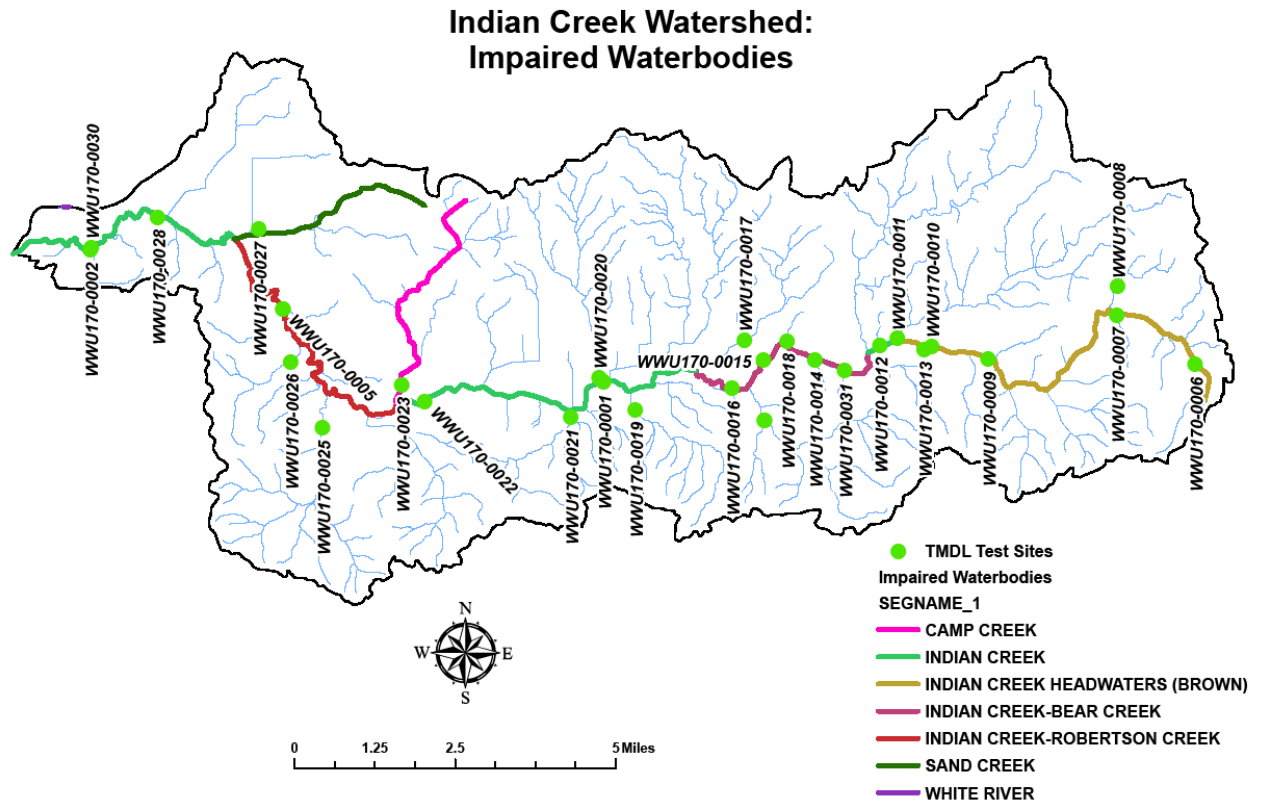 Indian Creek Watershed:
Impaired Waterbodies
WWU170-0030
WWU170-0002
WWU170-0028
WWU170-0027
WWU170-0005
WWU170-0026
WWU170-0025
WWU170-0023
WWU170-0022
WWU170-0021
WWU170-0020
WWU170-0001
WWU170-0019
WWU170-0015
WWU170-0017
WWU170-0016
WWU170-0018
WWU170-0014
WWU170-0031
WWU170-0012
WWU170-0011
WWU170-0010
WWU170-0013
WWU170-0009
WWU170-0008
WWU170-0007
WWU170-0006
TMDL Test Sites
Impaired Waterbodies
SEGNAME_1
CAMP CREEK
INDIAN CREEK
INDIAN CREEK HEADWATERS (BROWN)
INDIAN CREEK-BEAR CREEK
INDIAN CREEK-ROBERTSON CREEK
SAND CREEK
WHITE RIVER
N
W E
S
0 1.25 2.5 5 Miles